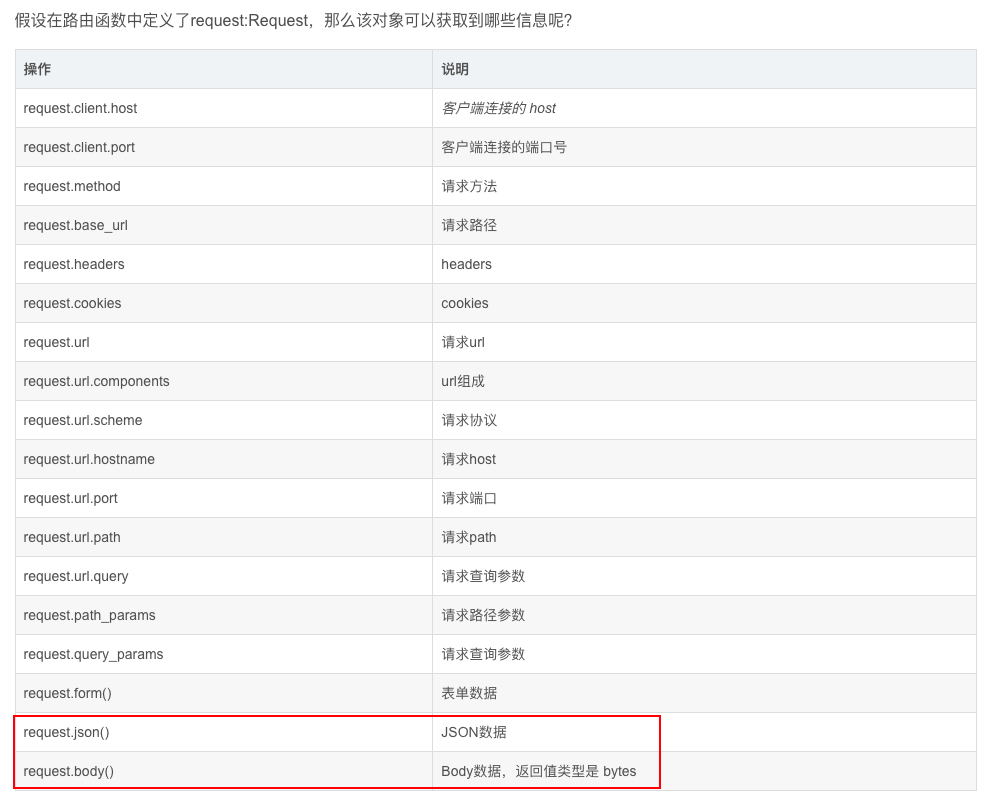 假设在路由函数中定义了request:Request，那么该对象可以获取到哪些信息呢?
操作 说明
request.client.host 客户端连接的 host
request.client.port 客户端连接的端口号
request.method 请求方法
request.base_url 请求路径
request.headers headers
request.cookies cookies
request.url 请求url
request.url.components url组成
request.url.scheme 请求协议
request.url.hostname 请求host
request.url.port 请求端口
request.url.path 请求path
request.url.query 请求查询参数
request.path_params 请求路径参数
request.query_params 请求查询参数
request.form() 表单数据
request.json() JSON数据
request.body() Body数据，返回值类型是 bytes